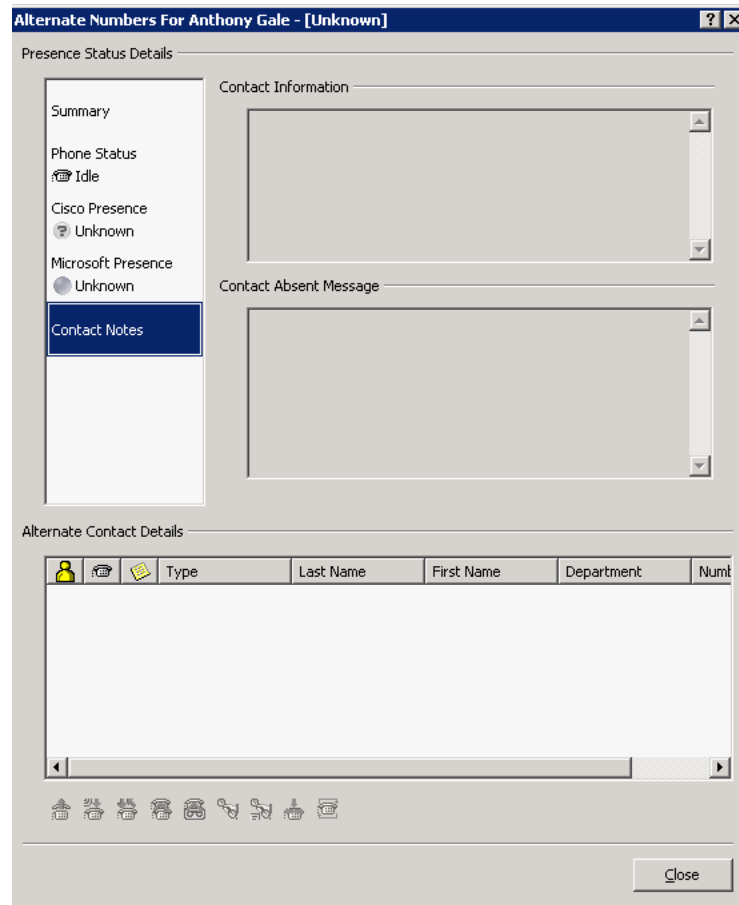 Alternate Numbers For Anthony Gale - [Unknown]
Presence Status Details
Summary
Phone Status
Idle
Cisco Presence
Unknown
Microsoft Presence
Unknown
Contact Notes
Contact Information
Contact Absent Message
Alternate Contact Details
Type Last Name First Name Department
Close